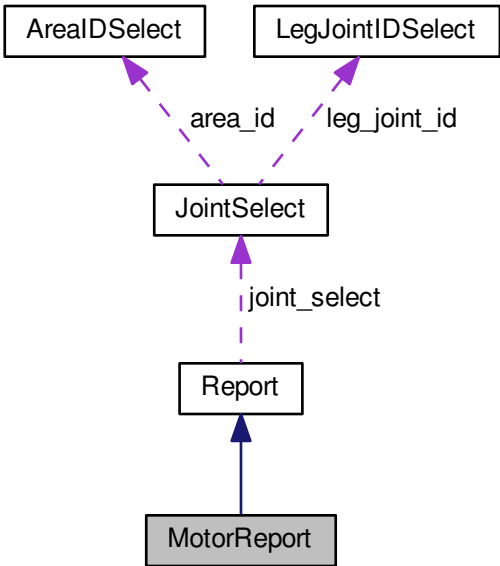 AreaIDSelect
LegJointIDSelect
area_id
leg_joint_id
JointSelect
joint_select
Report
MotorReport